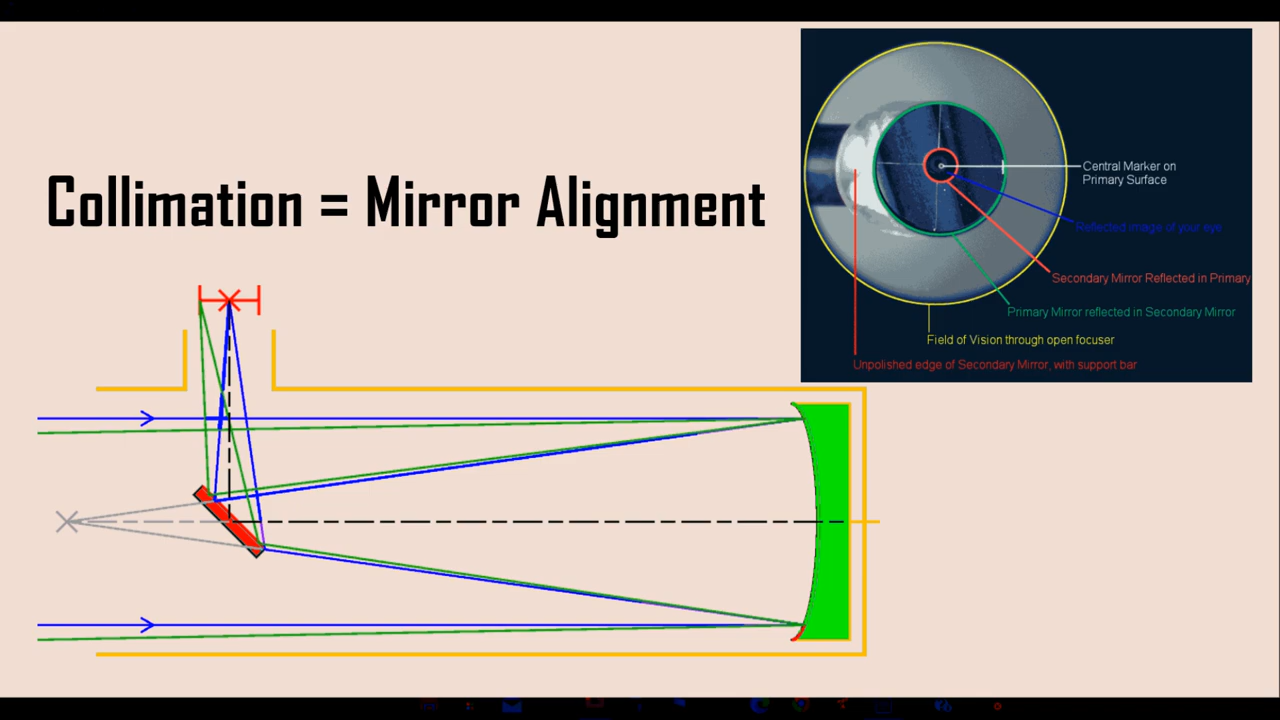 Collimation = Mirror Alignment
Central Marker on
Primary Surface
Reflected image of your eye
Secondary Mirror Reflected in Primary
Primary Mirror reflected in Secondary Mirror
Field of Vision through open focuser
Unpolished edge of Secondary Mirror, with support bar